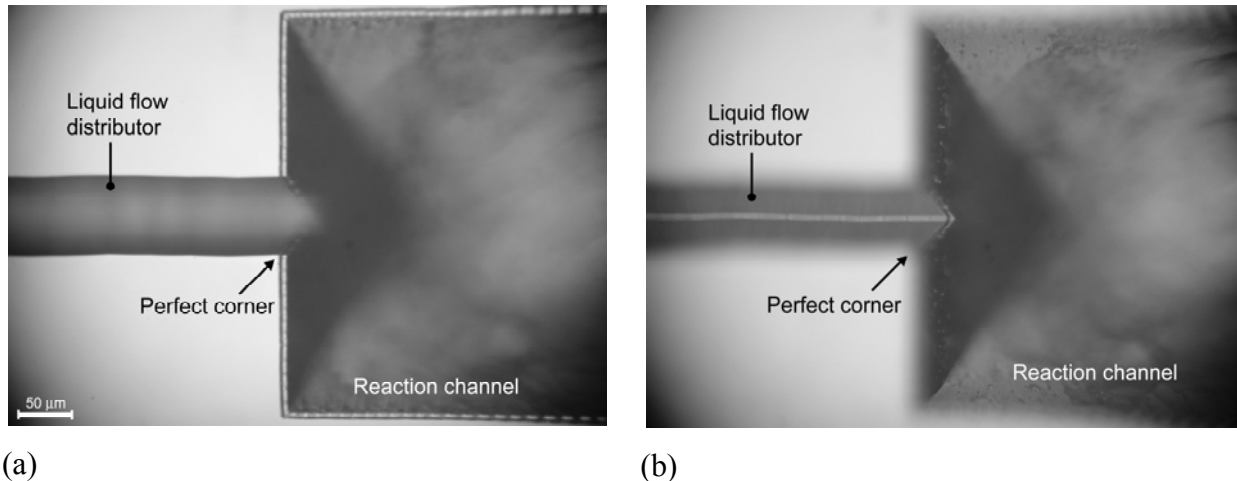 Liquid flow
distributor
Perfect corner
Reaction channel
50 µm
(a)
Liquid flow
distributor
Perfect corner
Reaction channel
(b)